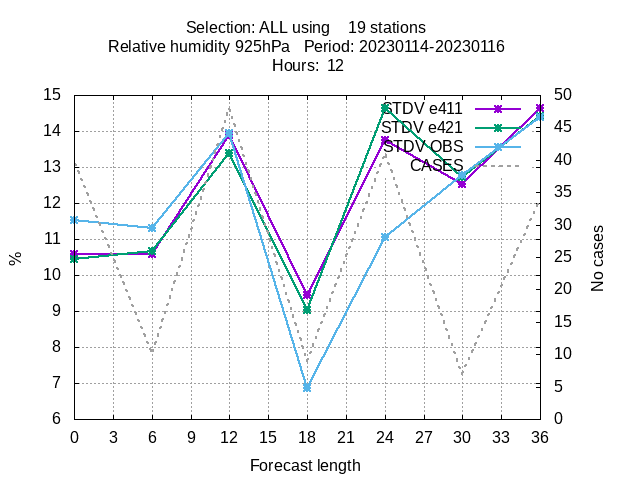 Selection: ALL using 19 stations
Relative humidity 925hPa Period: 20230114-20230116
Hours: 12
15
14
13
12
11
10
9
8
7
6
%
STDV e411
STDV e421
STDV OBS
CASES
50
45
40
35
30
25
20
15
10
5
0
No cases
0 3 6 9 12 15 18 21 24 27 30 33 36
Forecast length